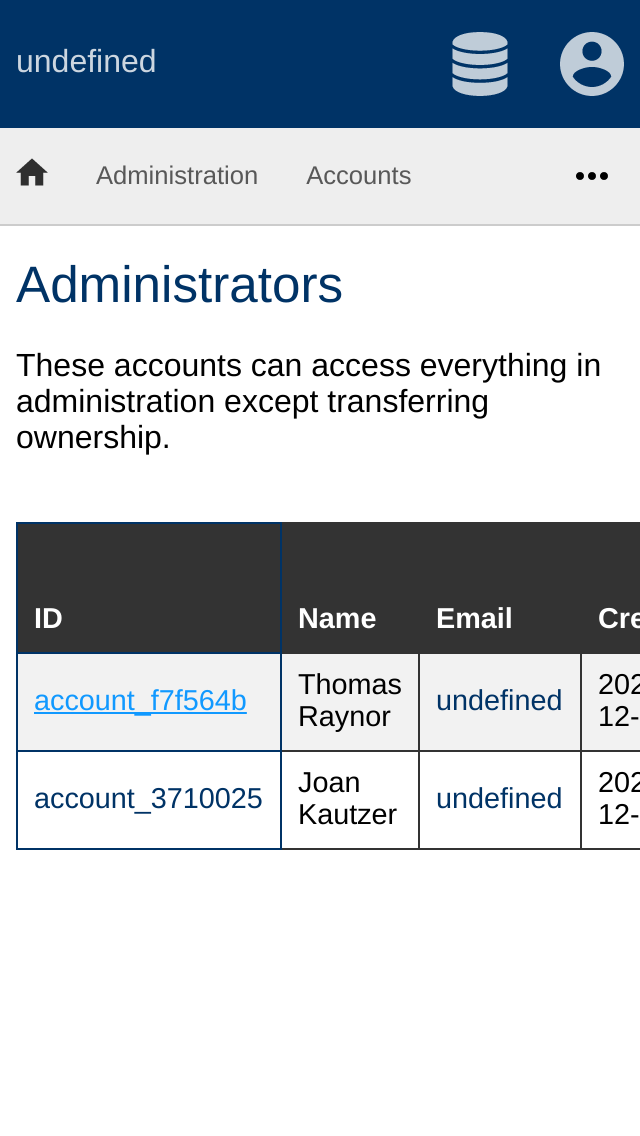 undefined
Administration Accounts
Administrators
These accounts can access everything in
administration except transferring
ownership.
ID Name Email Cre
account_f7f564b Thomas Raynor undefined 202 12-
account_3710025 Joan Kautzer undefined 202 12-